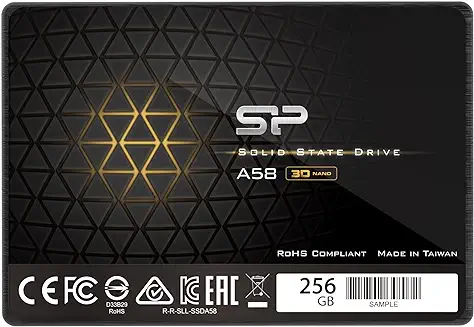 SP
SOLID STATE DRIVE
A58 3D NAND
RoHS COMPLIANT MADE IN TAIWAN
CE FC D33B29 RoHS R-R-SLL-SSDA58 EAC 256 GB SAMPLE